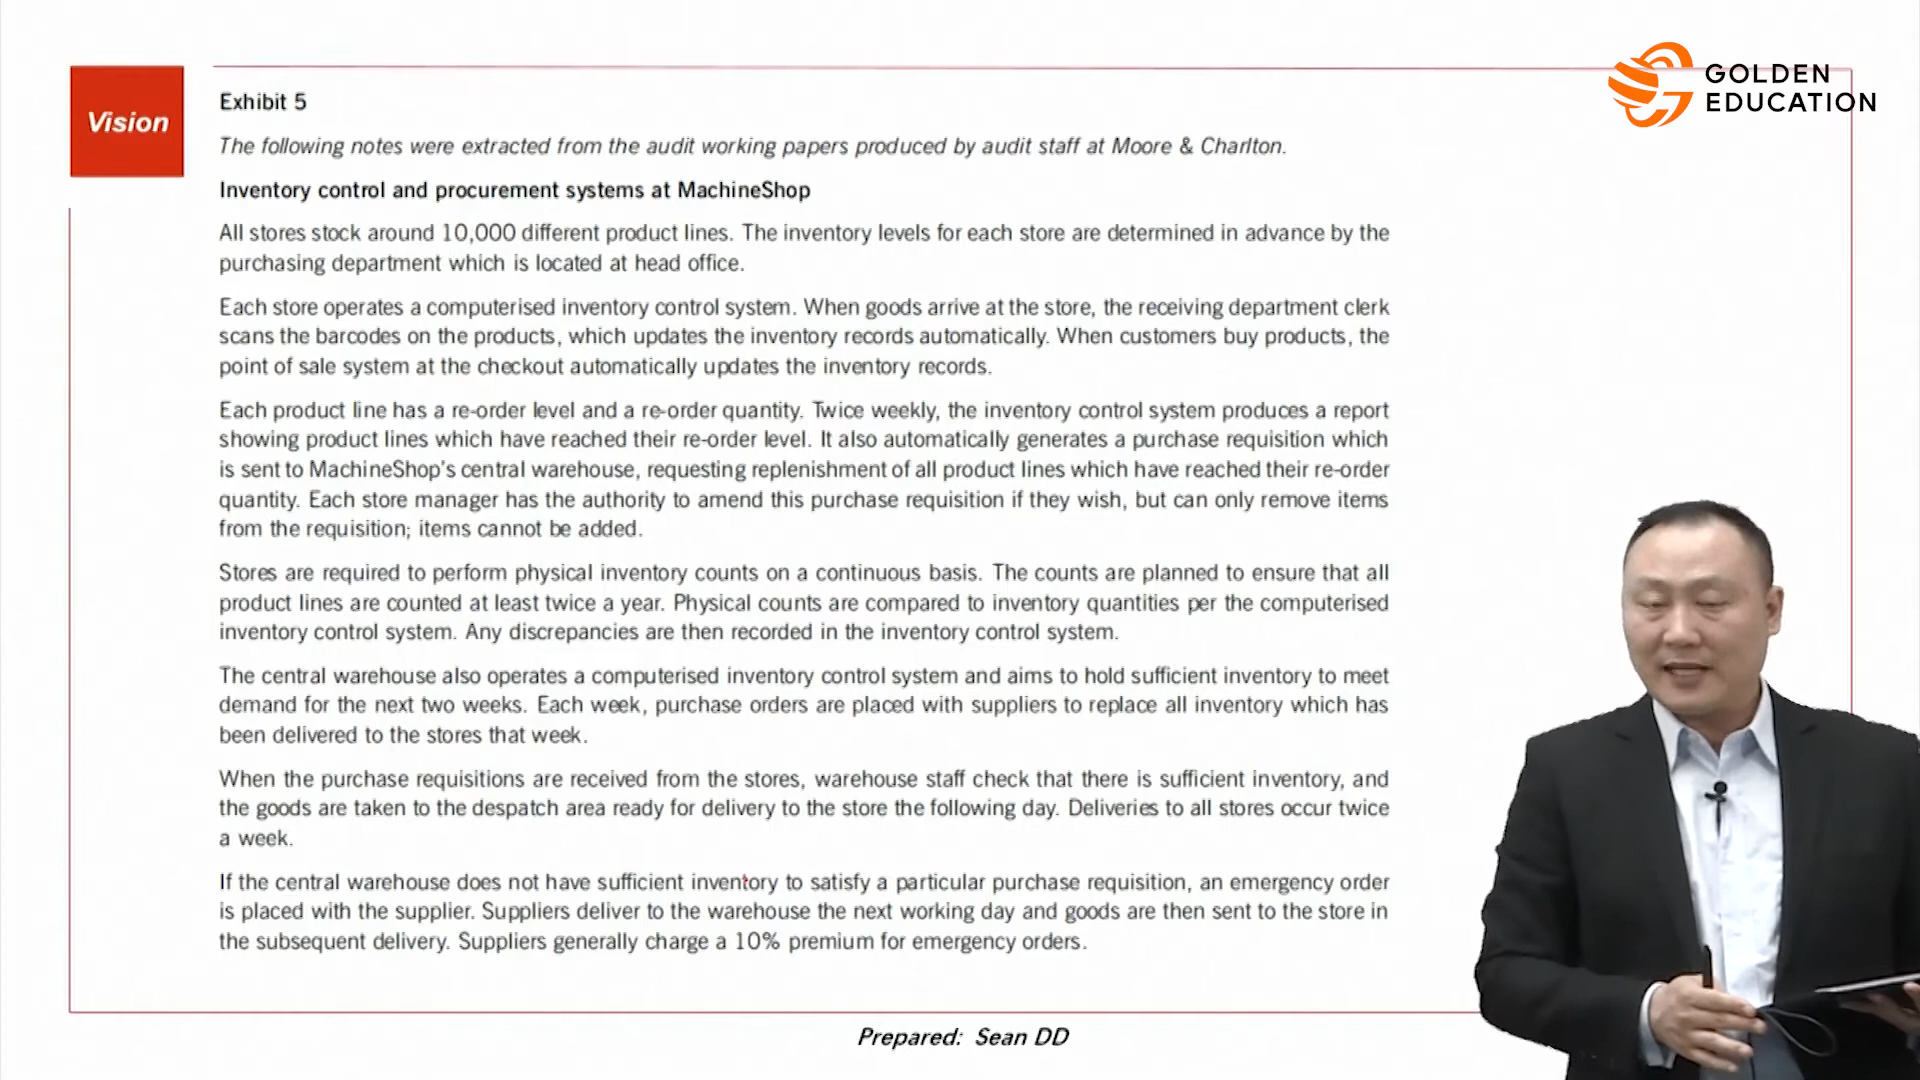 GOLDEN
EDUCATION
Vision
Exhibit 5
The following notes were extracted from the audit working papers produced by audit staff at Moore & Charlton.
Inventory control and procurement systems at MachineShop
All stores stock around 10,000 different product lines. The inventory levels for each store are determined in advance by the
purchasing department which is located at head office.
Each store operates a computerised inventory control system. When goods arrive at the store, the receiving department clerk
scans the barcodes on the products, which updates the inventory records automatically. When customers buy products, the
point of sale system at the checkout automatically updates the inventory records.
Each product line has a re-order level and a re-order quantity. Twice weekly, the inventory control system produces a report
showing product lines which have reached their re-order level. It also automatically generates a purchase requisition which
is sent to MachineShop's central warehouse, requesting replenishment of all product lines which have reached their re-order
quantity. Each store manager has the authority to amend this purchase requisition if they wish, but can only remove items
from the requisition; items cannot be added.
Stores are required to perform physical inventory counts on a continuous basis. The counts are planned to ensure that all
product lines are counted at least twice a year. Physical counts are compared to inventory quantities per the computerised
inventory control system. Any discrepancies are then recorded in the inventory control system.
The central warehouse also operates a computerised inventory control system and aims to hold sufficient inventory to meet
demand for the next two weeks. Each week, purchase orders are placed with suppliers to replace all inventory which has
been delivered to the stores that week.
When the purchase requisitions are received from the stores, warehouse staff check that there is sufficient inventory, and
the goods are taken to the despatch area ready for delivery to the store the following day. Deliveries to all stores occur twice
a week.
If the central warehouse does not have sufficient inventory to satisfy a particular purchase requisition, an emergency order
is placed with the supplier. Suppliers deliver to the warehouse the next working day and goods are then sent to the store in
the subsequent delivery. Suppliers generally charge a 10% premium for emergency orders.
Prepared: Sean DD